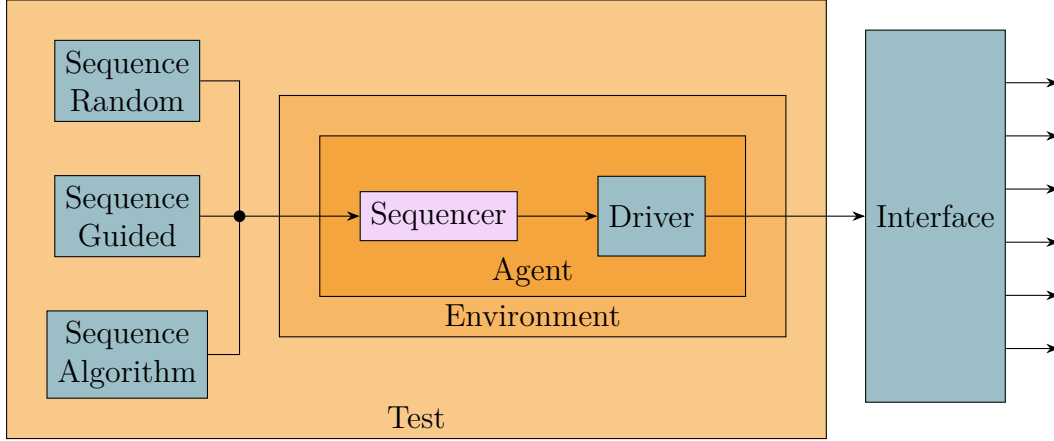 Sequence
Random
Sequence
Guided
Sequence
Algorithm
Sequencer
Driver
Agent
Environment
Test
Interface